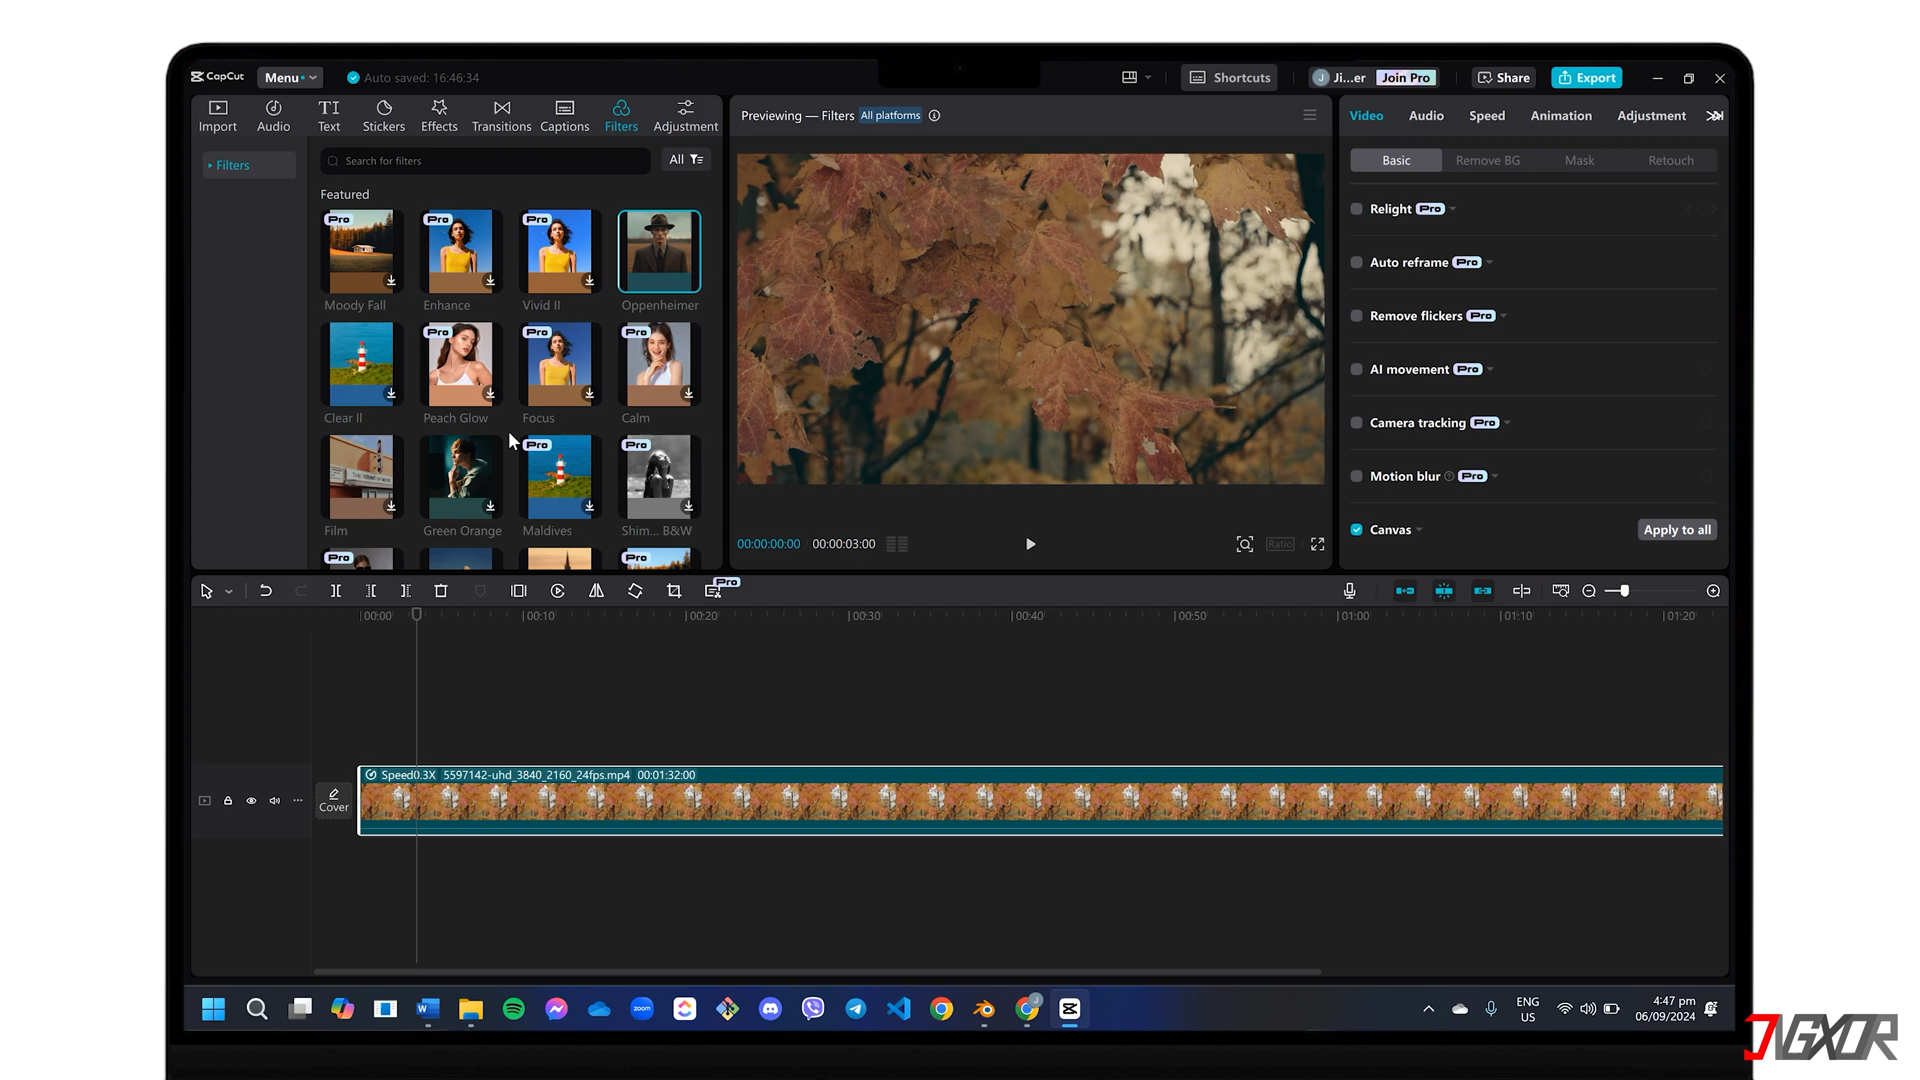 CapCut
Menu
Auto saved: 16:46:34
Shortcuts
J Ji...er
Join Pro
Share
Export
Import
Audio
Text
Stickers
Effects
Transitions
Captions
Filters
Adjustment
Filters
Search for filters
All
Featured
Pro
Pro
Pro
Moody Fall
Enhance
Vivid II
Oppenheimer
Pro
Pro
Pro
Clear ll
Peach Glow
Focus
Calm
Pro
Pro
Film
Green Orange
Maldives
Shim... B&W
Pro
Pro
Previewing — Filters All platforms
00:00:00:00
00:00:03:00
Ratio
Video
Audio
Speed
Animation
Adjustment
Basic
Remove BG
Mask
Retouch
Relight Pro
Auto reframe Pro
Remove flickers Pro
AI movement Pro
Camera tracking Pro
Motion blur Pro
Canvas
Apply to all
Pro
00:00
00:10
00:20
00:30
00:40
00:50
01:00
01:10
01:20
Cover
Speed0.3X 5597142-uhd_3840_2160_24fps.mp4 00:01:32:00
zoom
ENG
US
4:47 pm
06/09/2024
JVGXOR